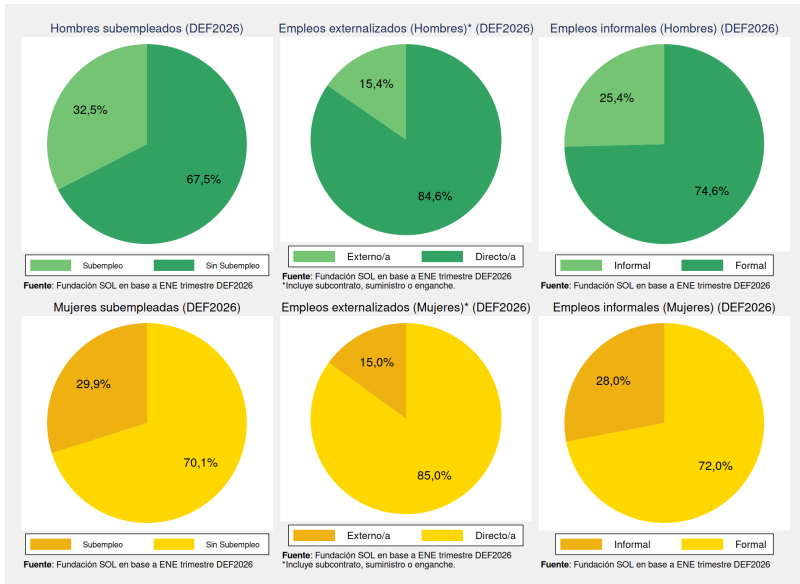 Hombres subempleados (DEF2026)
32,5%
67,5%
Subempleo Sin Subempleo
Fuente: Fundación SOL en base a ENE trimestre DEF2026
Empleos externalizados (Hombres)* (DEF2026)
15,4%
84,6%
Externo/a Directo/a
Fuente: Fundación SOL en base a ENE trimestre DEF2026
*Incluye subcontrato, suministro o enganche.
Empleos informales (Hombres) (DEF2026)
25,4%
74,6%
Informal Formal
Fuente: Fundación SOL en base a ENE trimestre DEF2026
Mujeres subempleadas (DEF2026)
29,9%
70,1%
Subempleo Sin Subempleo
Fuente: Fundación SOL en base a ENE trimestre DEF2026
Empleos externalizados (Mujeres)* (DEF2026)
15,0%
85,0%
Externo/a Directo/a
Fuente: Fundación SOL en base a ENE trimestre DEF2026
*Incluye subcontrato, suministro o enganche.
Empleos informales (Mujeres) (DEF2026)
28,0%
72,0%
Informal Formal
Fuente: Fundación SOL en base a ENE trimestre DEF2026